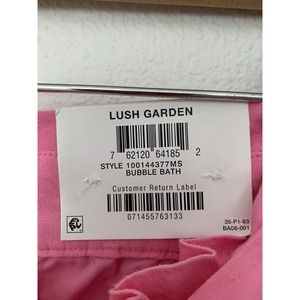 LUSH GARDEN
7 62120 64185 2
STYLE 100144377MS
BUBBLE BATH
Customer Return Label
071455763133
35-P1-93
BA06-001